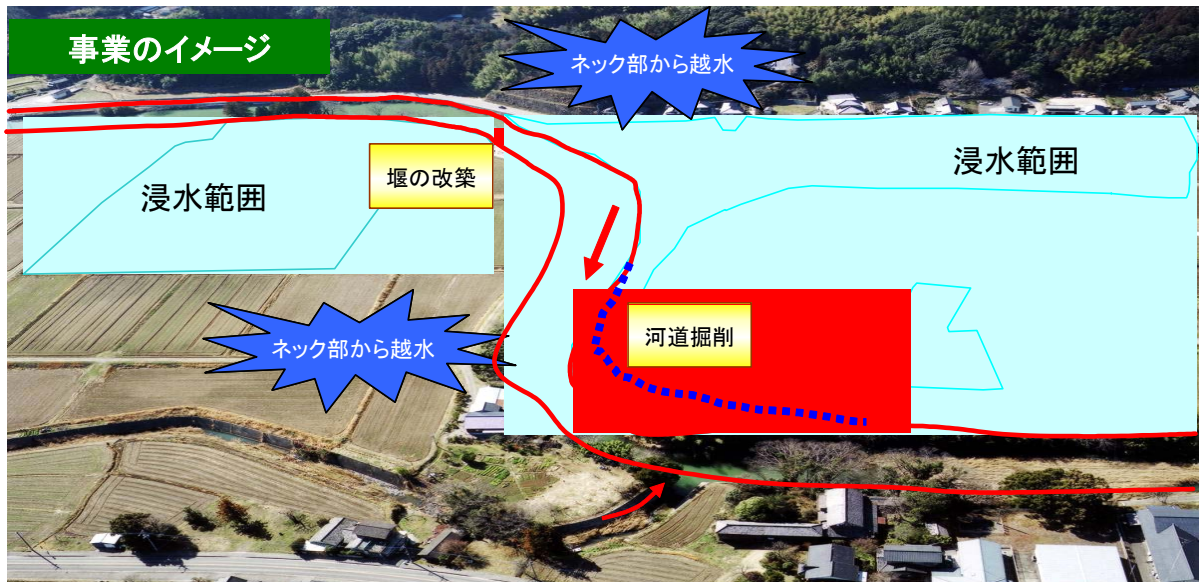 事業のイメージ
ネック部から越水
浸水範囲
堰の改築
浸水範囲
河道掘削
ネック部から越水